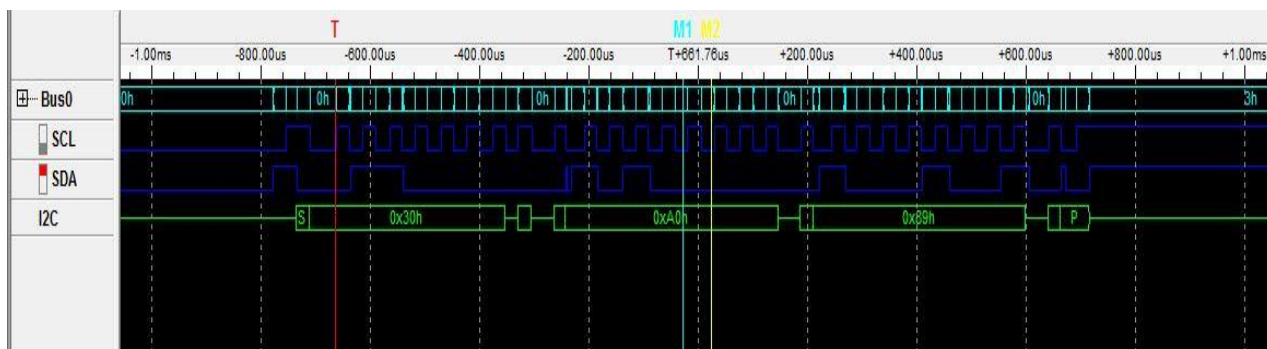 T M1 M2
-1.00ms -800.00us -600.00us -400.00us -200.00us T+661.76us +200.00us +400.00us +600.00us +800.00us +1.00ms
Bus0 0h 0h 0h 0h 0h 3h
SCL
SDA
I2C S 0x30h 0xA0h 0x89h P